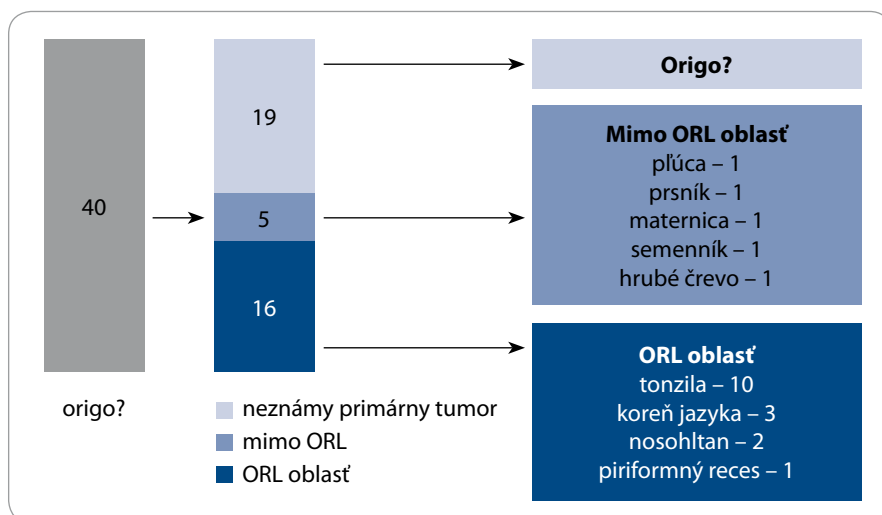 40
origo?
19
5
16
neznámy primárny tumor
mimo ORL
ORL oblasť
Origo?
Mimo ORL oblasť
pľúca – 1
prsník – 1
maternica – 1
semenník – 1
hrubé črevo – 1
ORL oblasť
tonzila – 10
koreň jazyka – 3
nosohltan – 2
piriformný reces – 1